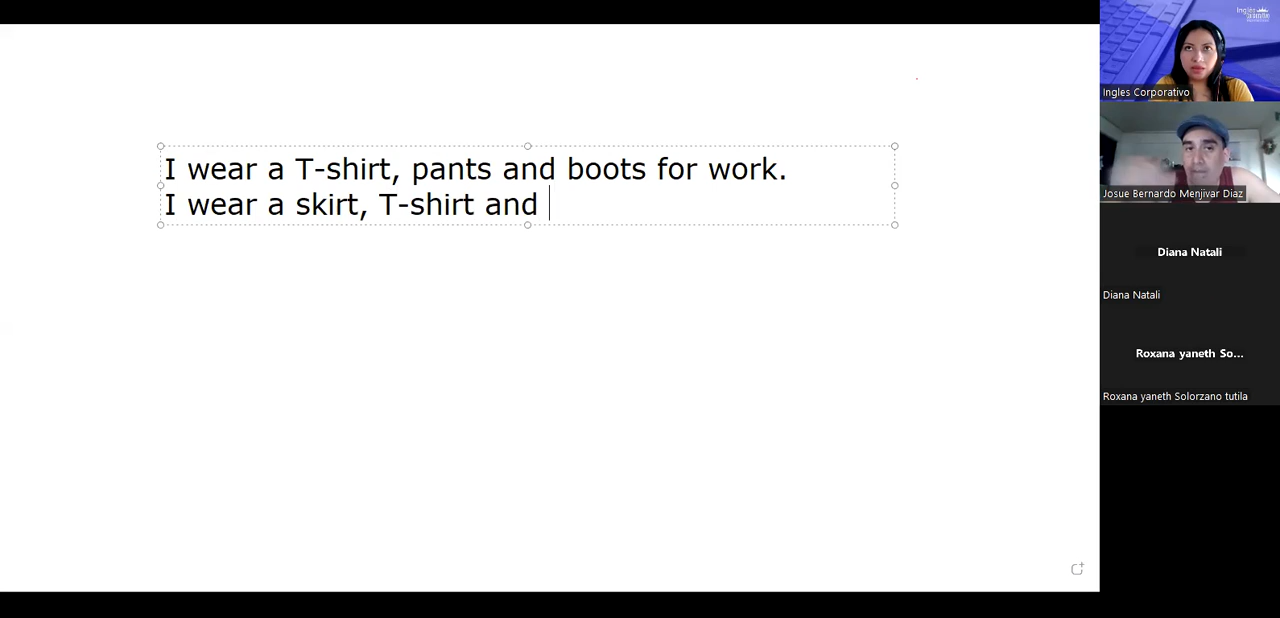 I wear a T-shirt, pants and boots for work.
I wear a skirt, T-shirt and
Ingles Corporativo
Josue Bernardo Menjivar Diaz
Diana Natali
Diana Natali
Roxana yaneth So...
Roxana yaneth Solorzano tutila